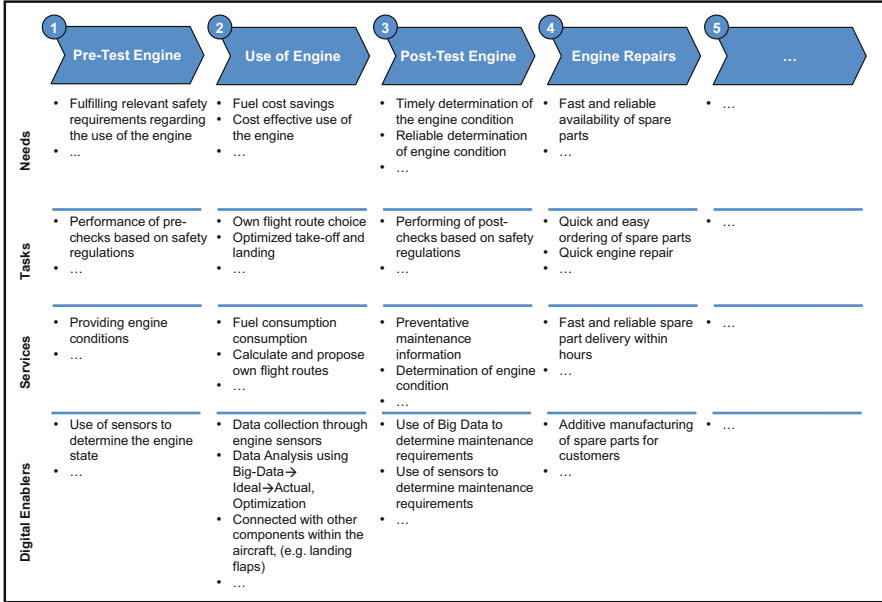 1
2
3
4
5
Pre-Test Engine
Use of Engine
Post-Test Engine
Engine Repairs
…
Needs
• Fulfilling relevant safety
requirements regarding
the use of the engine
• ...
• Fuel cost savings
• Cost effective use of
the engine
• …
• Timely determination of
the engine condition
• Reliable determination
of engine condition
• …
• Fast and reliable
availability of spare
parts
• …
• …
Tasks
• Performance of pre-
checks based on safety
regulations
• …
• Own flight route choice
• Optimized take-off and
landing
• …
• Performing of post-
checks based on safety
regulations
• …
• Quick and easy
ordering of spare parts
• Quick engine repair
• …
• …
Services
• Providing engine
conditions
• …
• Fuel consumption
consumption
• Calculate and propose
own flight routes
• …
• Preventative
maintenance
information
• Determination of engine
condition
• …
• Fast and reliable spare
part delivery within
hours
• …
• …
Digital Enablers
• Use of sensors to
determine the engine
state
• …
• Data collection through
engine sensors
• Data Analysis using
Big-Data→
Ideal→Actual,
Optimization
• Connected with other
components within the
aircraft, (e.g. landing
flaps)
• …
• Use of Big Data to
determine maintenance
requirements
• Use of sensors to
determine maintenance
requirements
• …
• Additive manufacturing
of spare parts for
customers
• …
• …